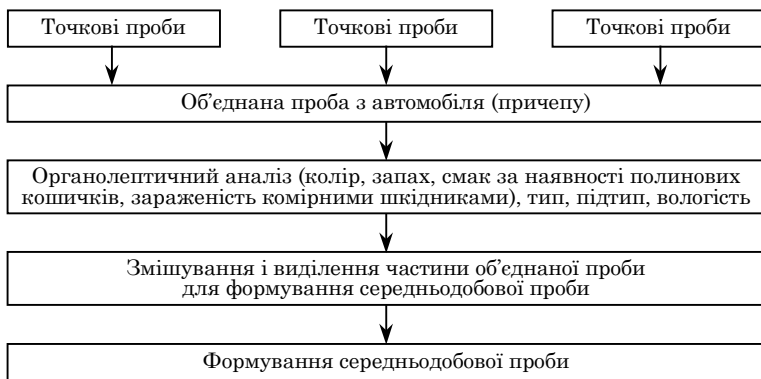 Точкові проби
Точкові проби
Точкові проби
Об’єднана проба з автомобіля (причепу)
Органолептичний аналіз (колір, запах, смак за наявності полинових
кошичків, зараженість комірними шкідниками), тип, підтип, вологість
Змішування і виділення частини об’єднаної проби
для формування середньодобової проби
Формування середньодобової проби